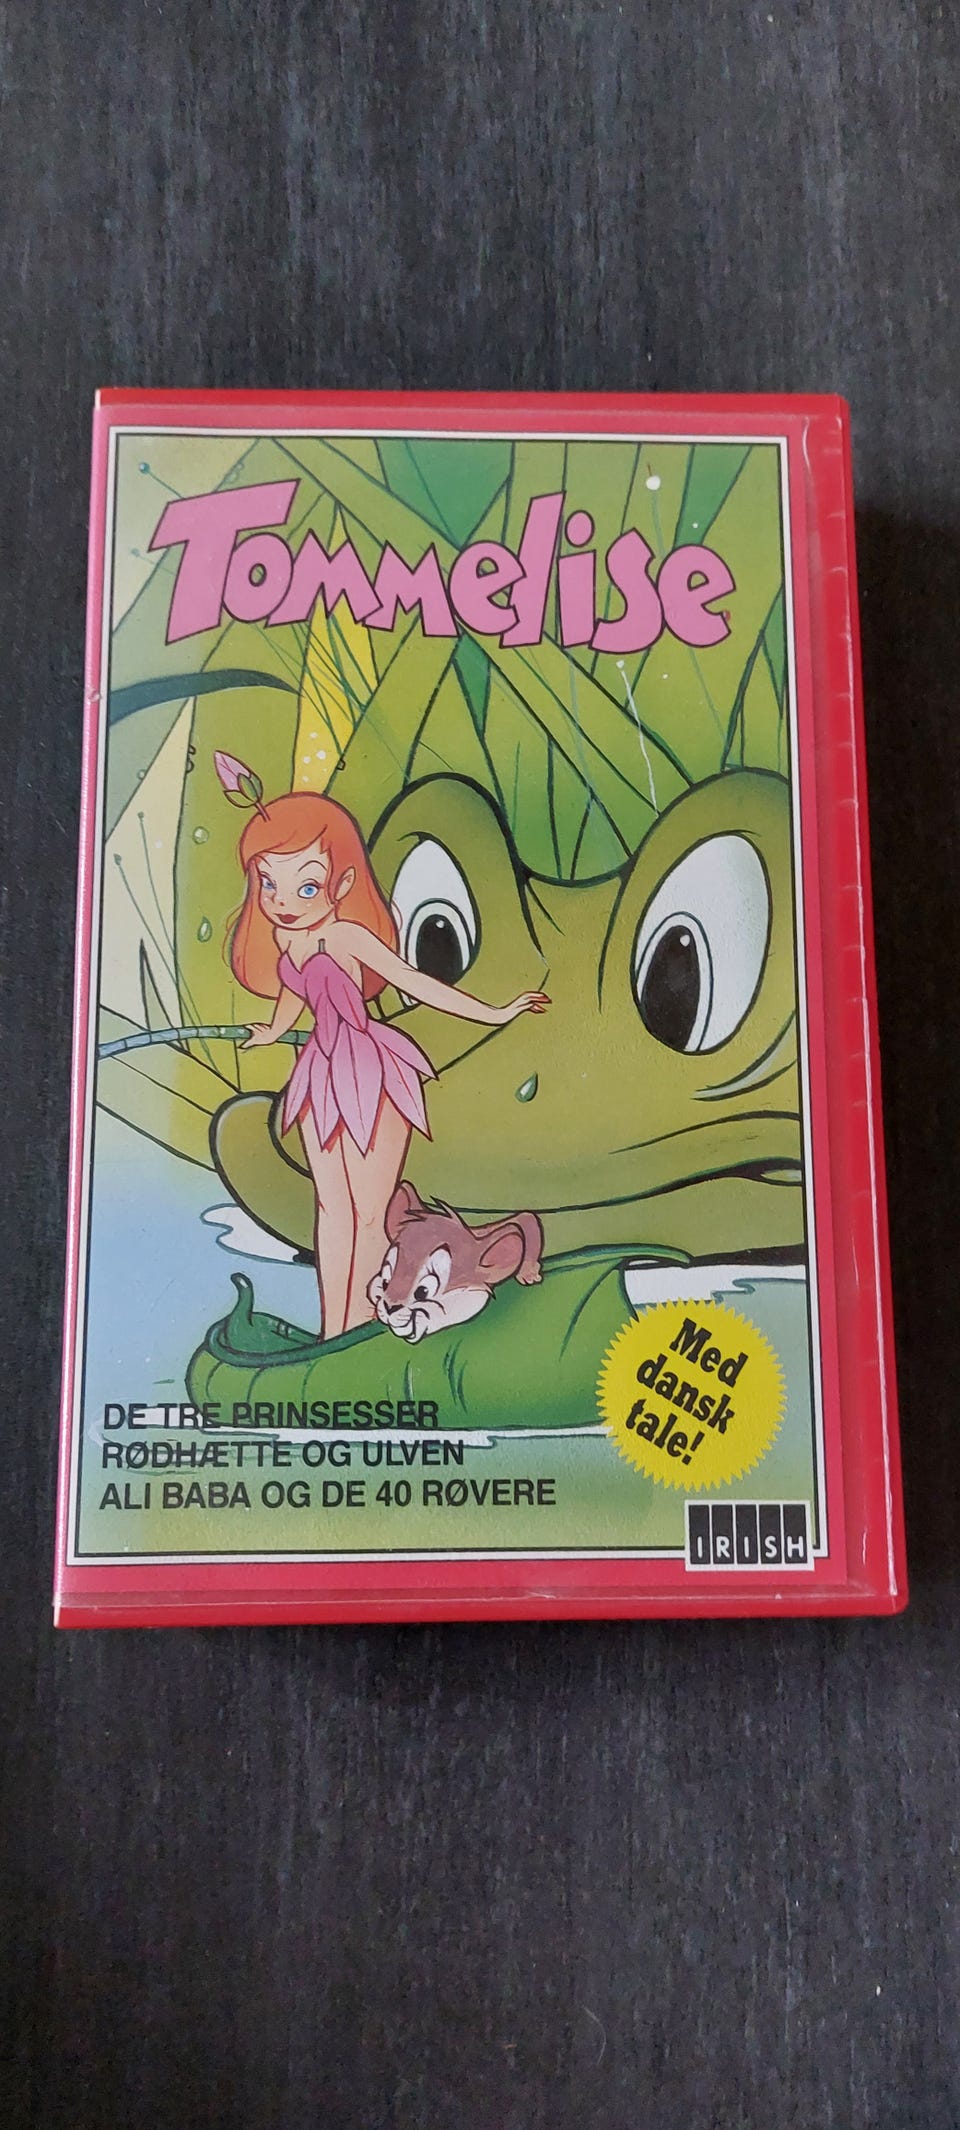 Tommelise
DE TRE PRINSESSER
RØDHÆTTE OG ULVEN
ALI BABA OG DE 40 RØVERE
Med
dansk
tale!
IRISH